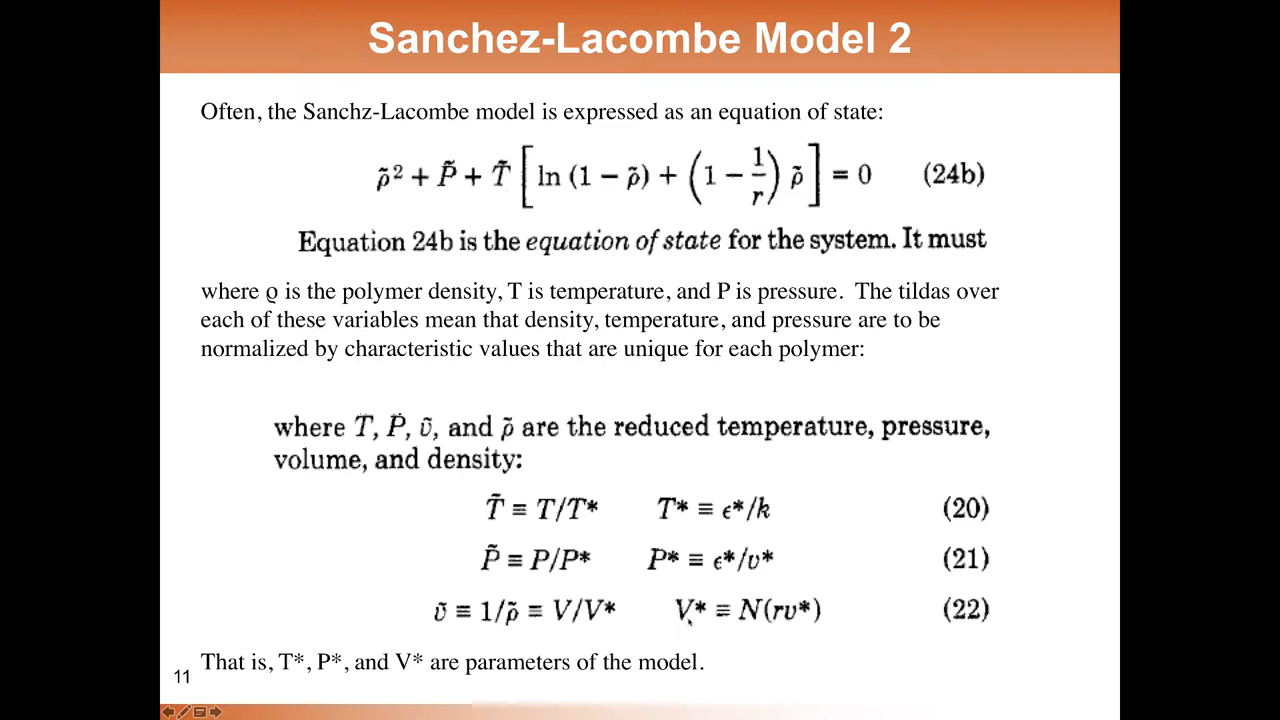 Sanchez-Lacombe Model 2
Often, the Sanchz-Lacombe model is expressed as an equation of state:
ρ̃² + P̃ + T̃ [ln (1 − ρ̃) + (1 − 1/r) ρ̃] = 0 (24b)
Equation 24b is the equation of state for the system. It must
where ϱ is the polymer density, T is temperature, and P is pressure. The tildas over
each of these variables mean that density, temperature, and pressure are to be
normalized by characteristic values that are unique for each polymer:
where T̃, P̃, ṽ, and ρ̃ are the reduced temperature, pressure,
volume, and density:
T̃ ≡ T/T* T* ≡ ϵ*/k (20)
P̃ ≡ P/P* P* ≡ ϵ*/v* (21)
ṽ ≡ 1/ρ̃ ≡ V/V* V* ≡ N(rv*) (22)
That is, T*, P*, and V* are parameters of the model.
11